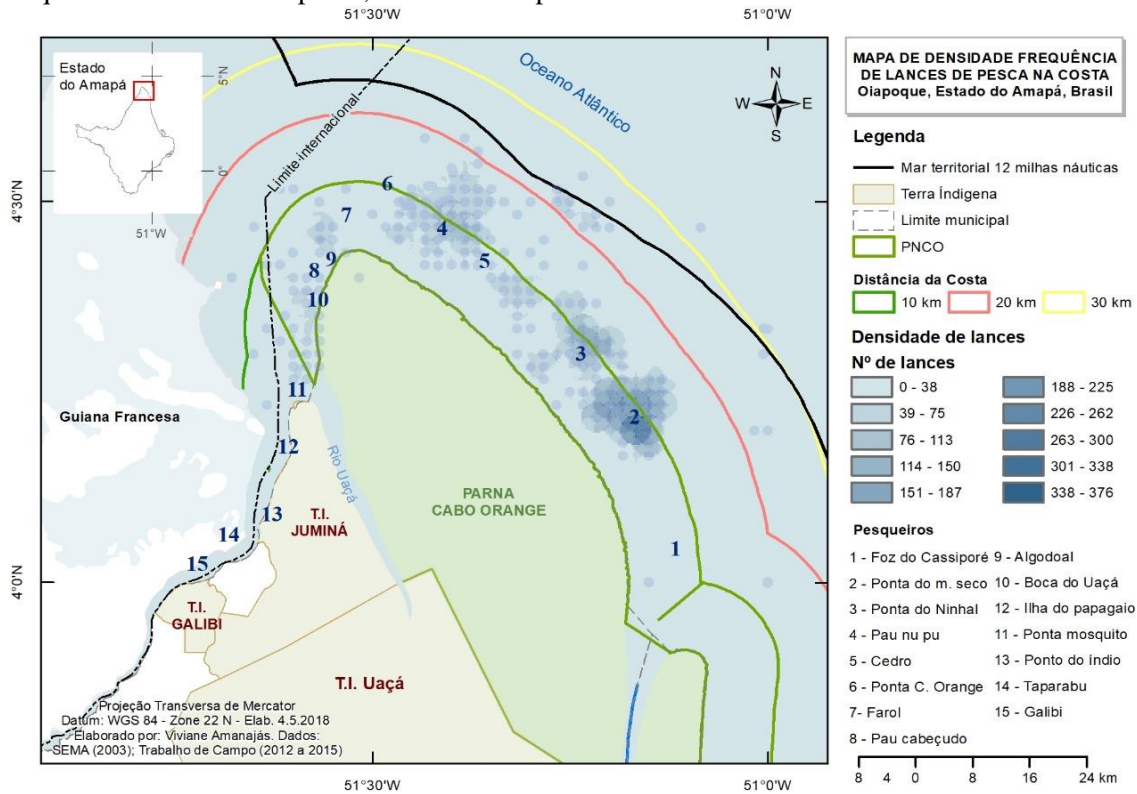 51°30'W
51°0'W
Estado
do Amapá
5°N
0°
51°W
4°30'N
4°0'N
Limite internacional
Oceano Atlântico
N
W E
S
6
7
4
9
5
8
10
3
11
2
12
13
1
14
15
Guiana Francesa
Rio Uaçá
PARNA
CABO ORANGE
T.I.
JUMINÁ
T.I.
GALIBI
T.I. Uaçá
Projeção Transversa de Mercator
Datum: WGS 84 - Zone 22 N - Elab. 4.5.2018
Elaborado por: Viviane Amanajás. Dados:
SEMA (2003); Trabalho de Campo (2012 a 2015)
51°30'W
51°0'W
MAPA DE DENSIDADE FREQUÊNCIA
DE LANCES DE PESCA NA COSTA
Oiapoque, Estado do Amapá, Brasil
Legenda
Mar territorial 12 milhas náuticas
Terra Índigena
Limite municipal
PNCO
Distância da Costa
10 km 20 km 30 km
Densidade de lances
Nº de lances
0 - 38 188 - 225
39 - 75 226 - 262
76 - 113 263 - 300
114 - 150 301 - 338
151 - 187 338 - 376
Pesqueiros
1 - Foz do Cassiporé 9 - Algodoal
2 - Ponta do m. seco 10 - Boca do Uaçá
3 - Ponta do Ninhal 12 - Ilha do papagaio
4 - Pau nu pu 11 - Ponta mosquito
5 - Cedro 13 - Ponto do índio
6 - Ponta C. Orange 14 - Taparabu
7- Farol 15 - Galibi
8 - Pau cabeçudo
8 4 0 8 16 24 km